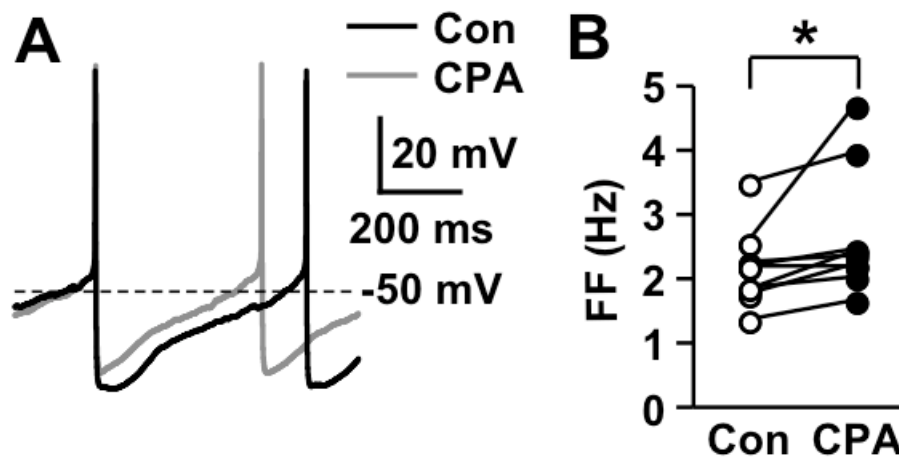 A
Con
CPA
20 mV
200 ms
-50 mV
B
*
FF (Hz)
5
4
3
2
1
0
Con CPA